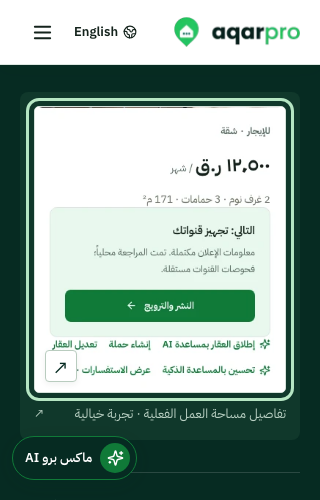 aqarpro
English
للإيجار · شقة
١٢,٥٠٠ ر.ق / شهر
2 غرف نوم · 3 حمامات · 171 م²
التالي: تجهيز قنواتك
معلومات الإعلان مكتملة. تمت المراجعة محلياً؛
فحوصات القنوات مستقلة.
النشر والترويج ←
إطلاق العقار بمساعدة AI إنشاء حملة تعديل العقار
تحسين بالمساعدة الذكية عرض الاستفسارات ·
تفاصيل مساحة العمل الفعلية · تجربة خيالية ↗
ماكس برو AI